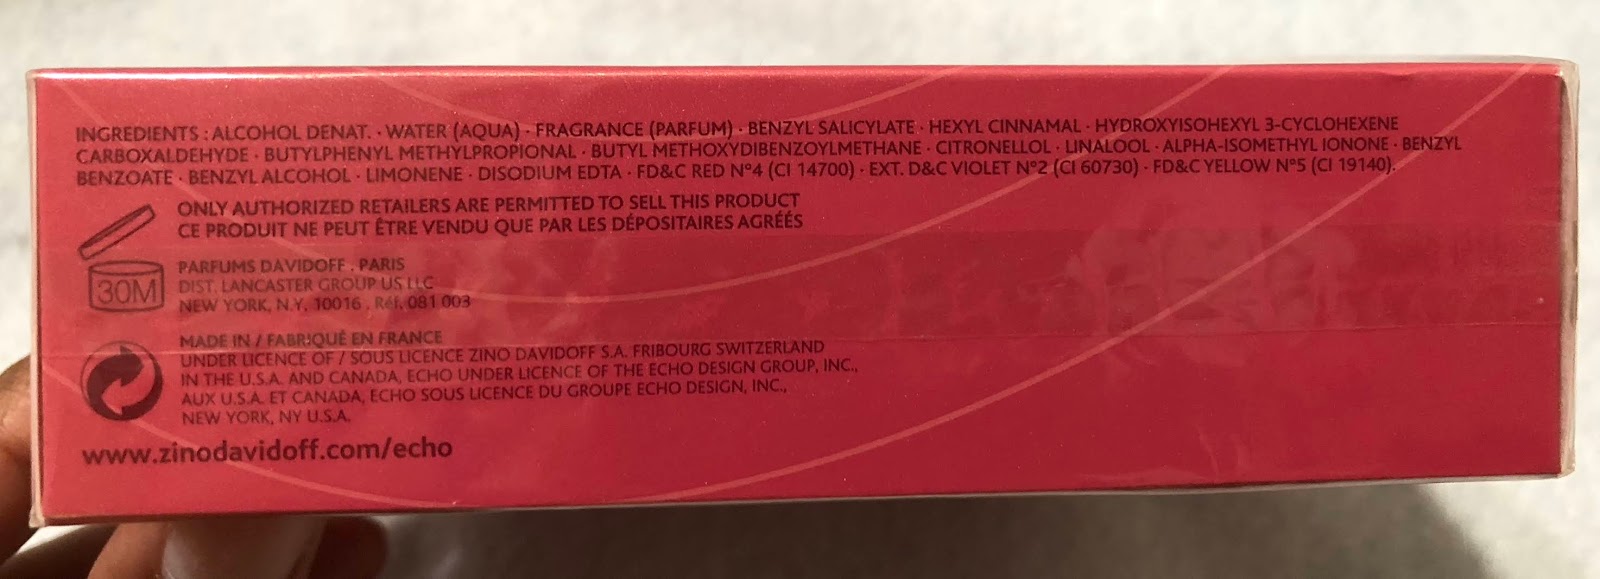 INGREDIENTS : ALCOHOL DENAT. · WATER (AQUA) · FRAGRANCE (PARFUM) · BENZYL SALICYLATE · HEXYL CINNAMAL · HYDROXYISOHEXYL 3-CYCLOHEXENE
CARBOXALDEHYDE · BUTYLPHENYL METHYLPROPIONAL · BUTYL METHOXYDIBENZOYLMETHANE · CITRONELLOL · LINALOOL · ALPHA-ISOMETHYL IONONE · BENZYL
BENZOATE · BENZYL ALCOHOL · LIMONENE · DISODIUM EDTA · FD&C RED N°4 (CI 14700) · EXT. D&C VIOLET N°2 (CI 60730) · FD&C YELLOW N°5 (CI 19140).
ONLY AUTHORIZED RETAILERS ARE PERMITTED TO SELL THIS PRODUCT
CE PRODUIT NE PEUT ÊTRE VENDU QUE PAR LES DÉPOSITAIRES AGRÉÉS
30M
PARFUMS DAVIDOFF . PARIS
DIST. LANCASTER GROUP US LLC
NEW YORK, N.Y. 10016 . Réf. 081 003
MADE IN / FABRIQUÉ EN FRANCE
UNDER LICENCE OF / SOUS LICENCE ZINO DAVIDOFF S.A. FRIBOURG SWITZERLAND
IN THE U.S.A. AND CANADA, ECHO UNDER LICENCE OF THE ECHO DESIGN GROUP, INC.,
AUX U.S.A. ET CANADA, ECHO SOUS LICENCE DU GROUPE ECHO DESIGN, INC.,
NEW YORK, NY U.S.A.
www.zinodavidoff.com/echo